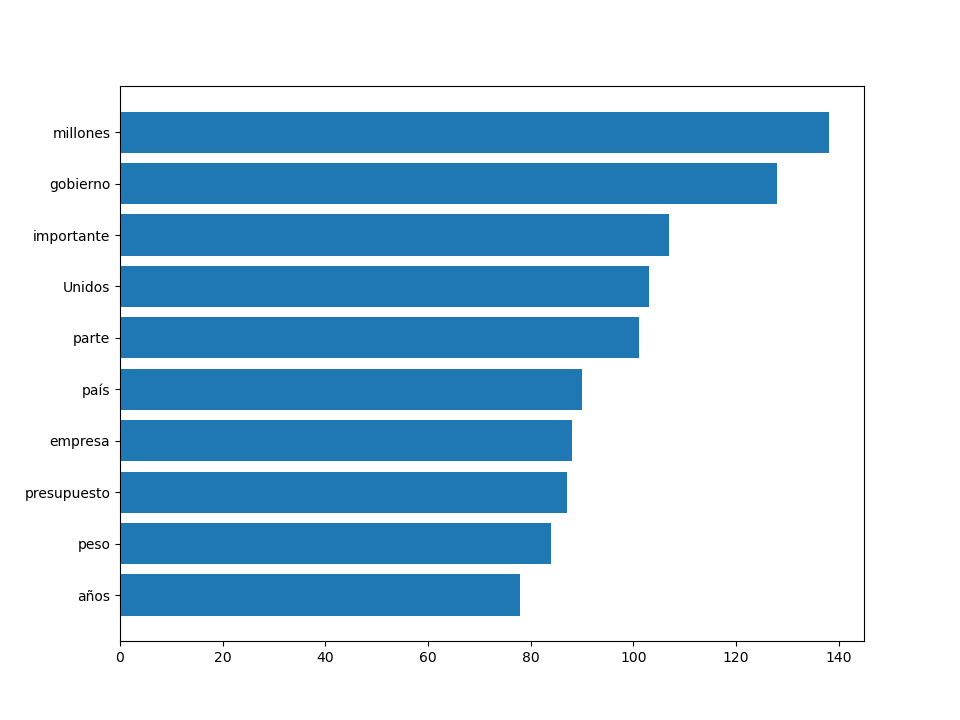 millones
gobierno
importante
Unidos
parte
país
empresa
presupuesto
peso
años
0 20 40 60 80 100 120 140